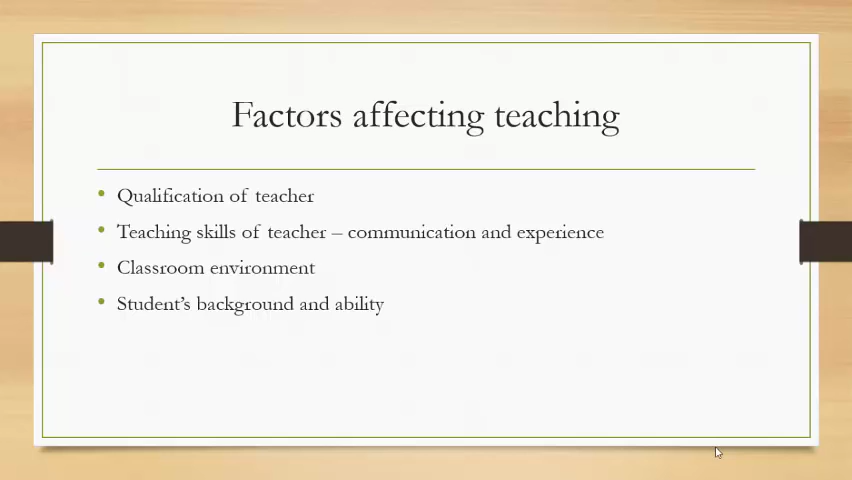 Factors affecting teaching
• Qualification of teacher
• Teaching skills of teacher – communication and experience
• Classroom environment
• Student’s background and ability